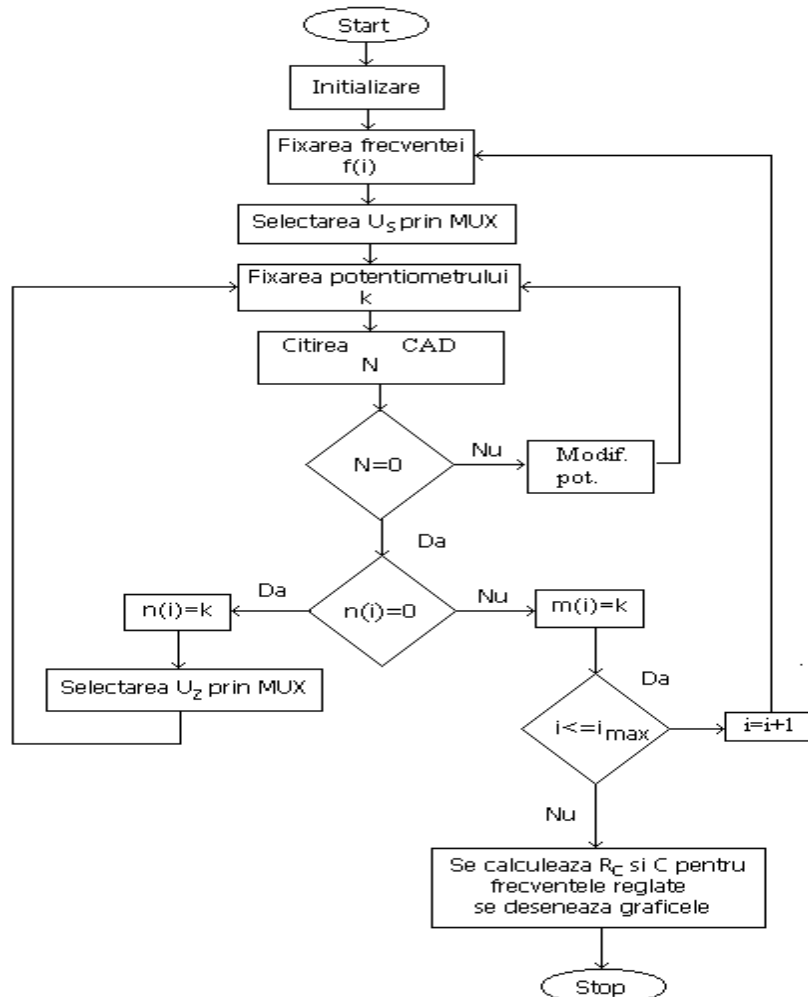 Start
Initializare
Fixarea frecventei
f(i)
Selectarea US prin MUX
Fixarea potentiometrului
k
Citirea CAD
N
N=0
Nu
Modif.
pot.
Da
n(i)=0
Da
n(i)=k
Selectarea UZ prin MUX
Nu
m(i)=k
Da
i<=imax
i=i+1
Nu
Se calculeaza RC si C pentru
frecventele reglate
se deseneaza graficele
Stop